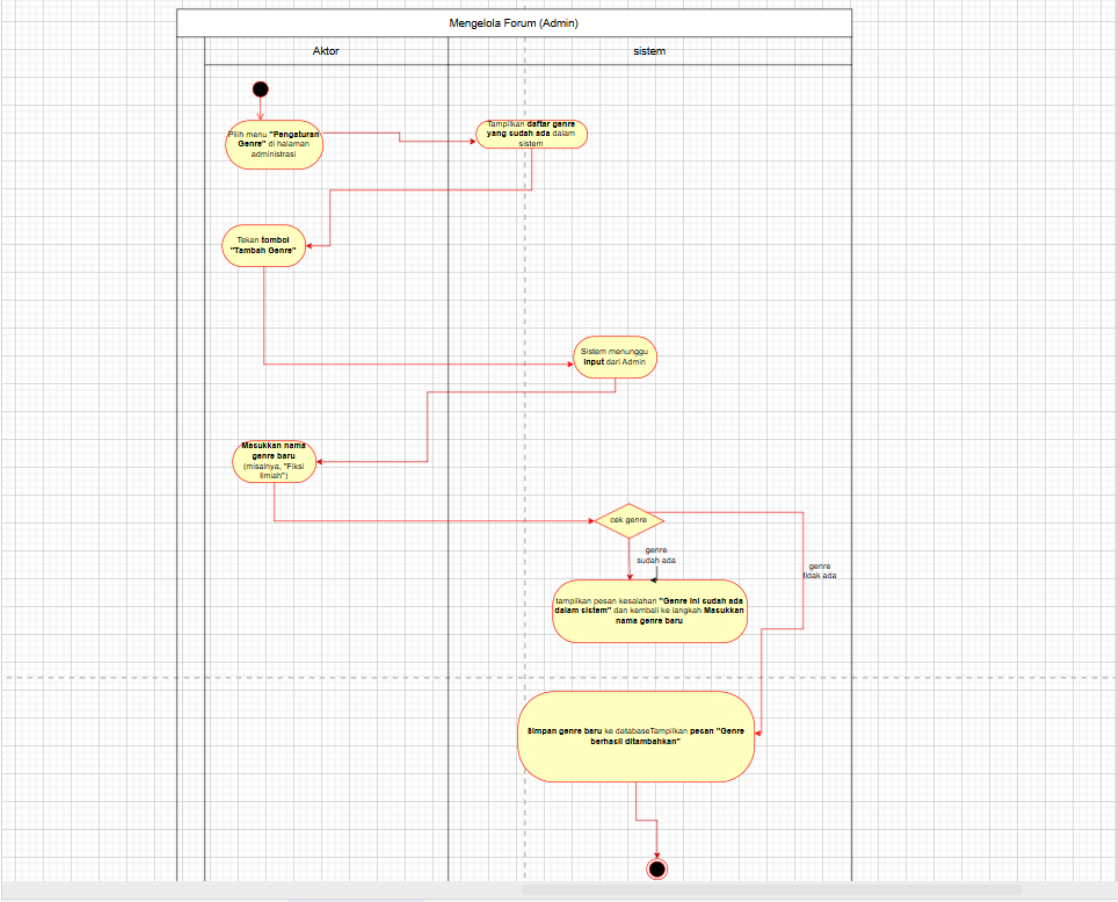 Mengelola Forum (Admin)
Aktor
sistem
Pilih menu "Pengaturan
Genre" di halaman
administrasi
Tampilkan daftar genre
yang sudah ada dalam
sistem
Tekan tombol
"Tambah Genre"
Sistem menunggu
input dari Admin
Masukkan nama
genre baru
(misalnya, "Fiksi
Ilmiah")
cek genre
genre
sudah ada
genre
tidak ada
tampilkan pesan kesalahan "Genre ini sudah ada
dalam sistem" dan kembali ke langkah Masukkan
nama genre baru
Simpan genre baru ke databaseTampilkan pesan "Genre
berhasil ditambahkan"